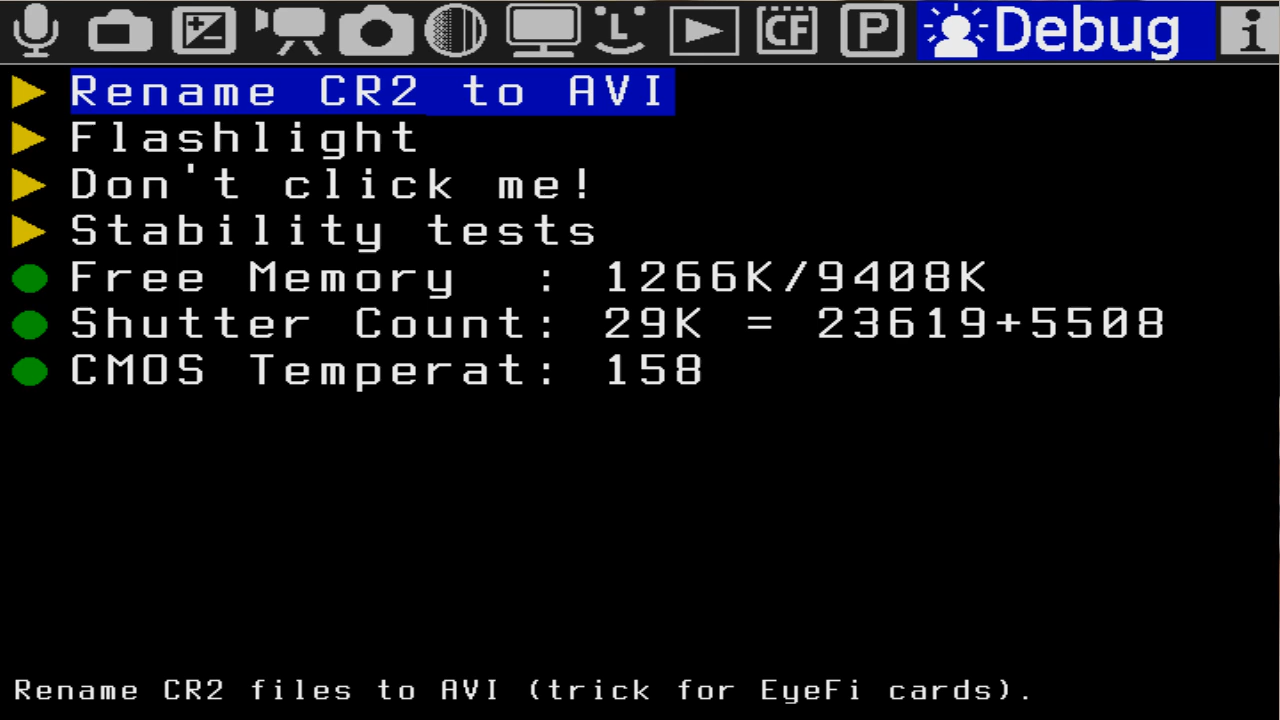 CF P Debug i
Rename CR2 to AVI
Flashlight
Don't click me!
Stability tests
Free Memory : 1266K/9408K
Shutter Count: 29K = 23619+5508
CMOS Temperat: 158
Rename CR2 files to AVI (trick for EyeFi cards).